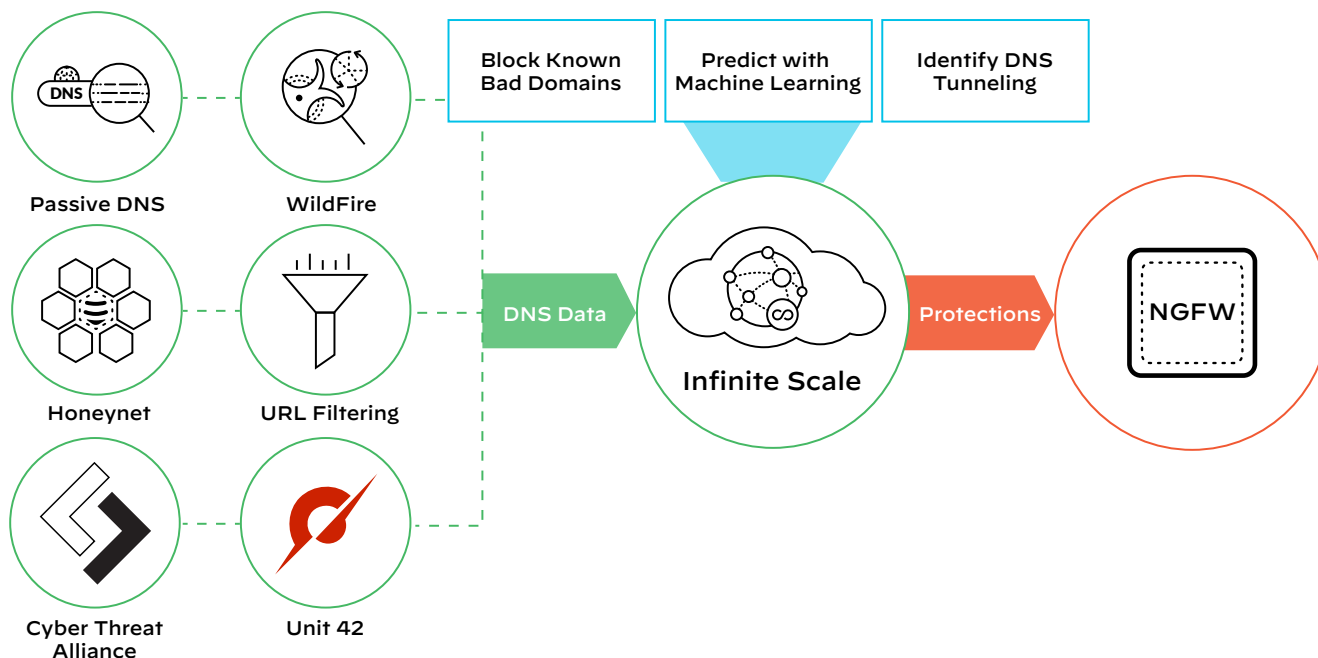 DNS
Passive DNS
WildFire
Honeynet
URL Filtering
Cyber Threat
Alliance
Unit 42
Block Known
Bad Domains
Predict with
Machine Learning
Identify DNS
Tunneling
DNS Data
Infinite Scale
Protections
NGFW